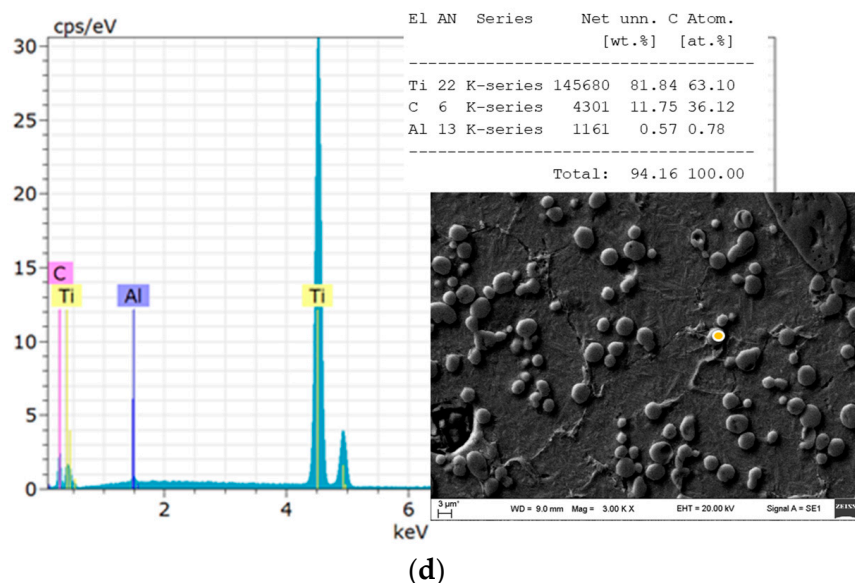 cps/eV
30
25
20
15
10
5
0
C
Ti
Al
Ti
2
4
6
keV
El AN Series Net unn. C Atom.
[wt.%] [at.%]
Ti 22 K-series 145680 81.84 63.10
C 6 K-series 4301 11.75 36.12
Al 13 K-series 1161 0.57 0.78
Total: 94.16 100.00
3 µm*
WD = 9.0 mm Mag = 3.00 K X EHT = 20.00 kV Signal A = SE1 ZEISS
(d)